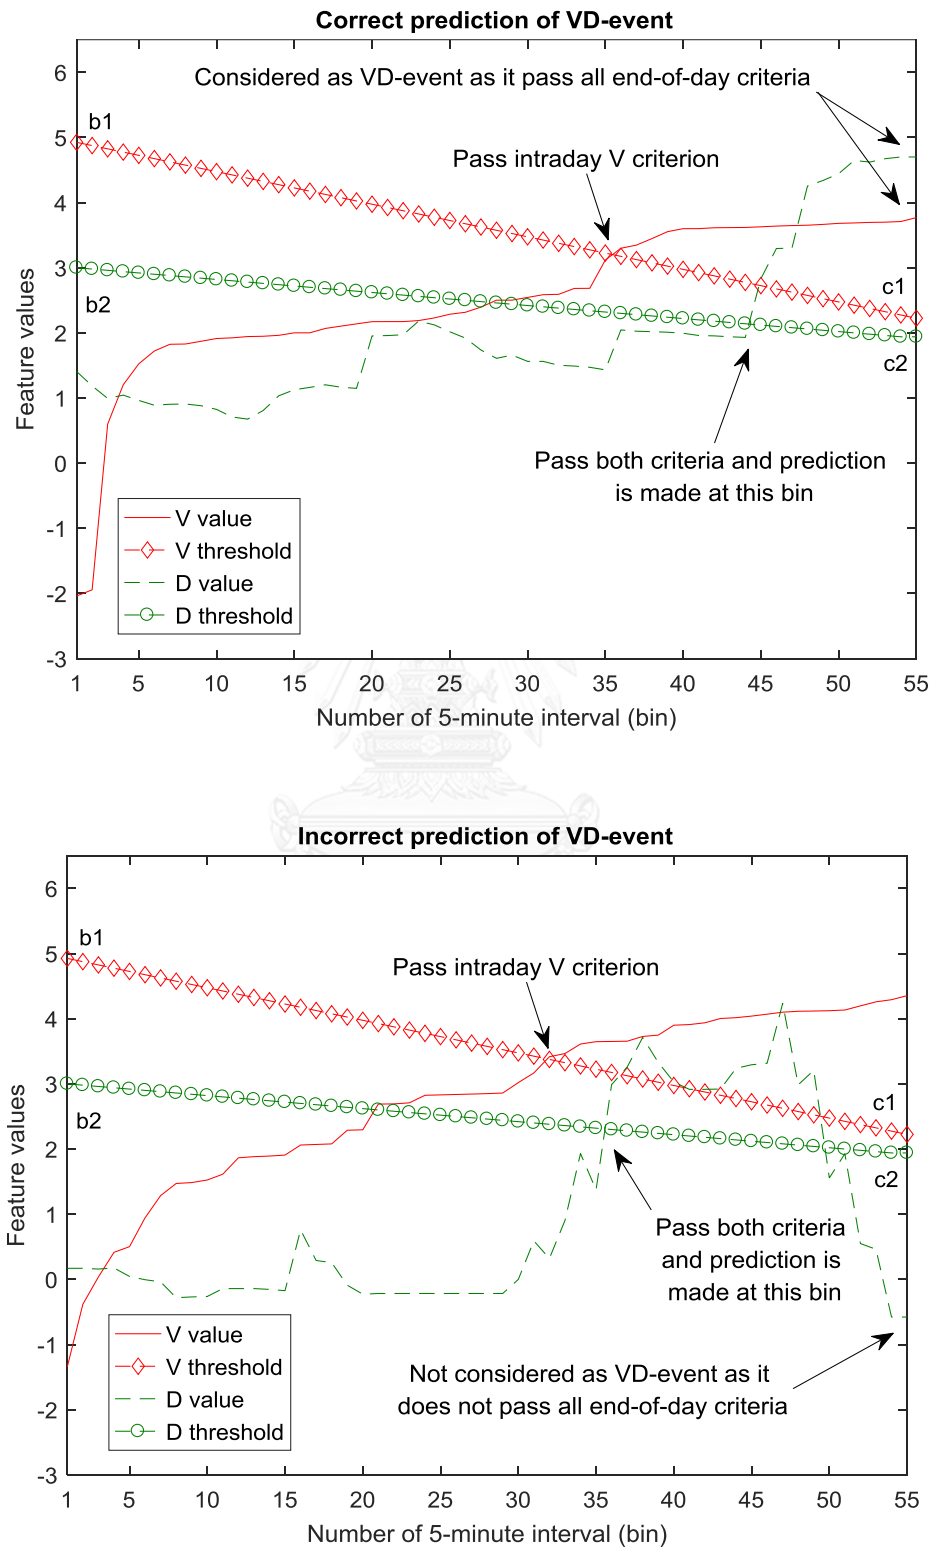 Correct prediction of VD-event
6
Considered as VD-event as it pass all end-of-day criteria
b1
5
Pass intraday V criterion
4
3
c1
b2
2
c2
1
Pass both criteria and prediction
is made at this bin
0
-1
-2
-3
Feature values
V value
V threshold
D value
D threshold
1 5 10 15 20 25 30 35 40 45 50 55
Number of 5-minute interval (bin)
Incorrect prediction of VD-event
6
b1
5
Pass intraday V criterion
4
3
c1
b2
2
c2
1
Pass both criteria
and prediction is
made at this bin
0
-1
Not considered as VD-event as it
does not pass all end-of-day criteria
-2
-3
Feature values
V value
V threshold
D value
D threshold
1 5 10 15 20 25 30 35 40 45 50 55
Number of 5-minute interval (bin)